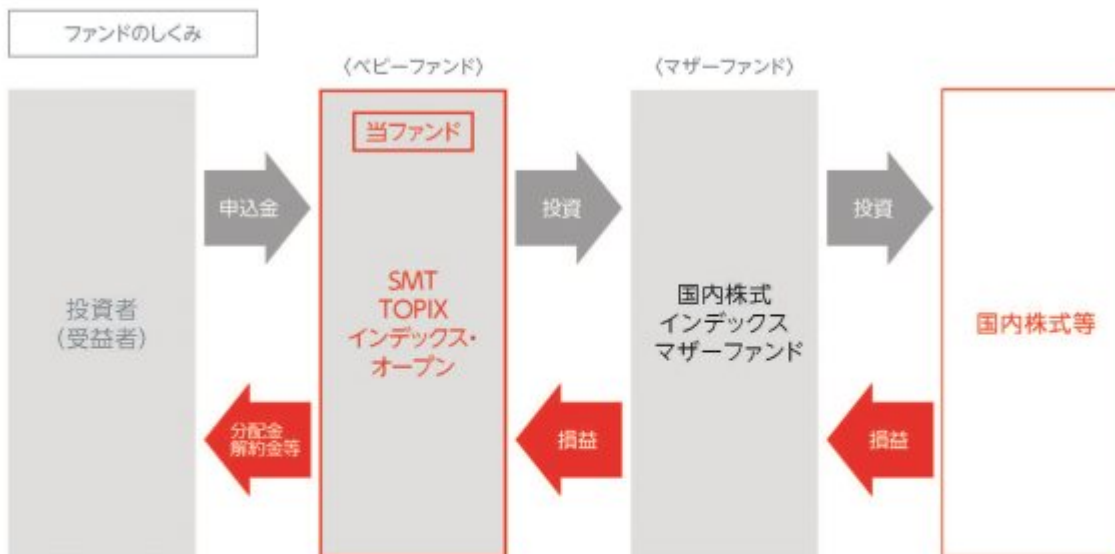 ファンドのしくみ
〈ベビーファンド〉
〈マザーファンド〉
当ファンド
申込金
投資
投資
投資者
(受益者)
SMT
TOPIX
インデックス・
オープン
国内株式
インデックス
マザーファンド
国内株式等
分配金
解約金等
損益
損益